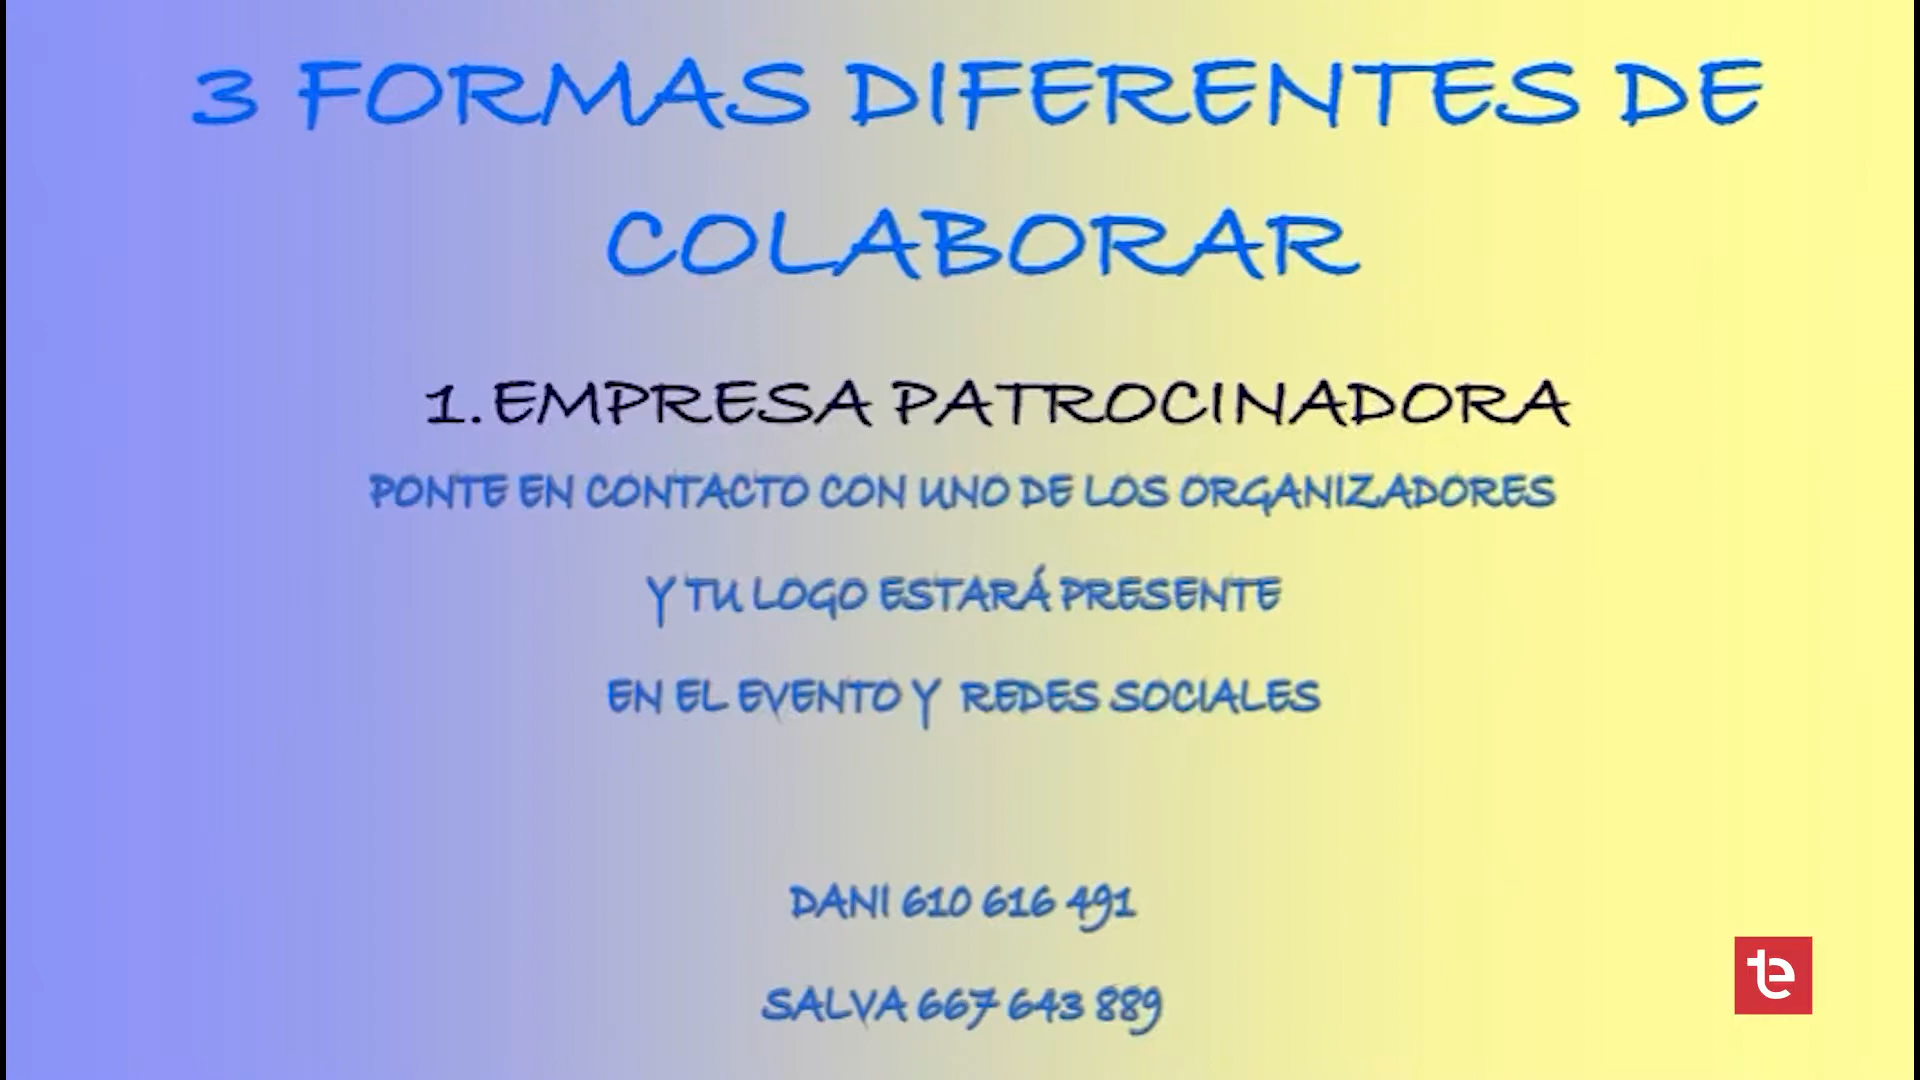 3 FORMAS DIFERENTES DE
COLABORAR
1. EMPRESA PATROCINADORA
PONTE EN CONTACTO CON UNO DE LOS ORGANIZADORES
Y TU LOGO ESTARÁ PRESENTE
EN EL EVENTO Y REDES SOCIALES
DANI 610 616 491
SALVA 667 643 889
te